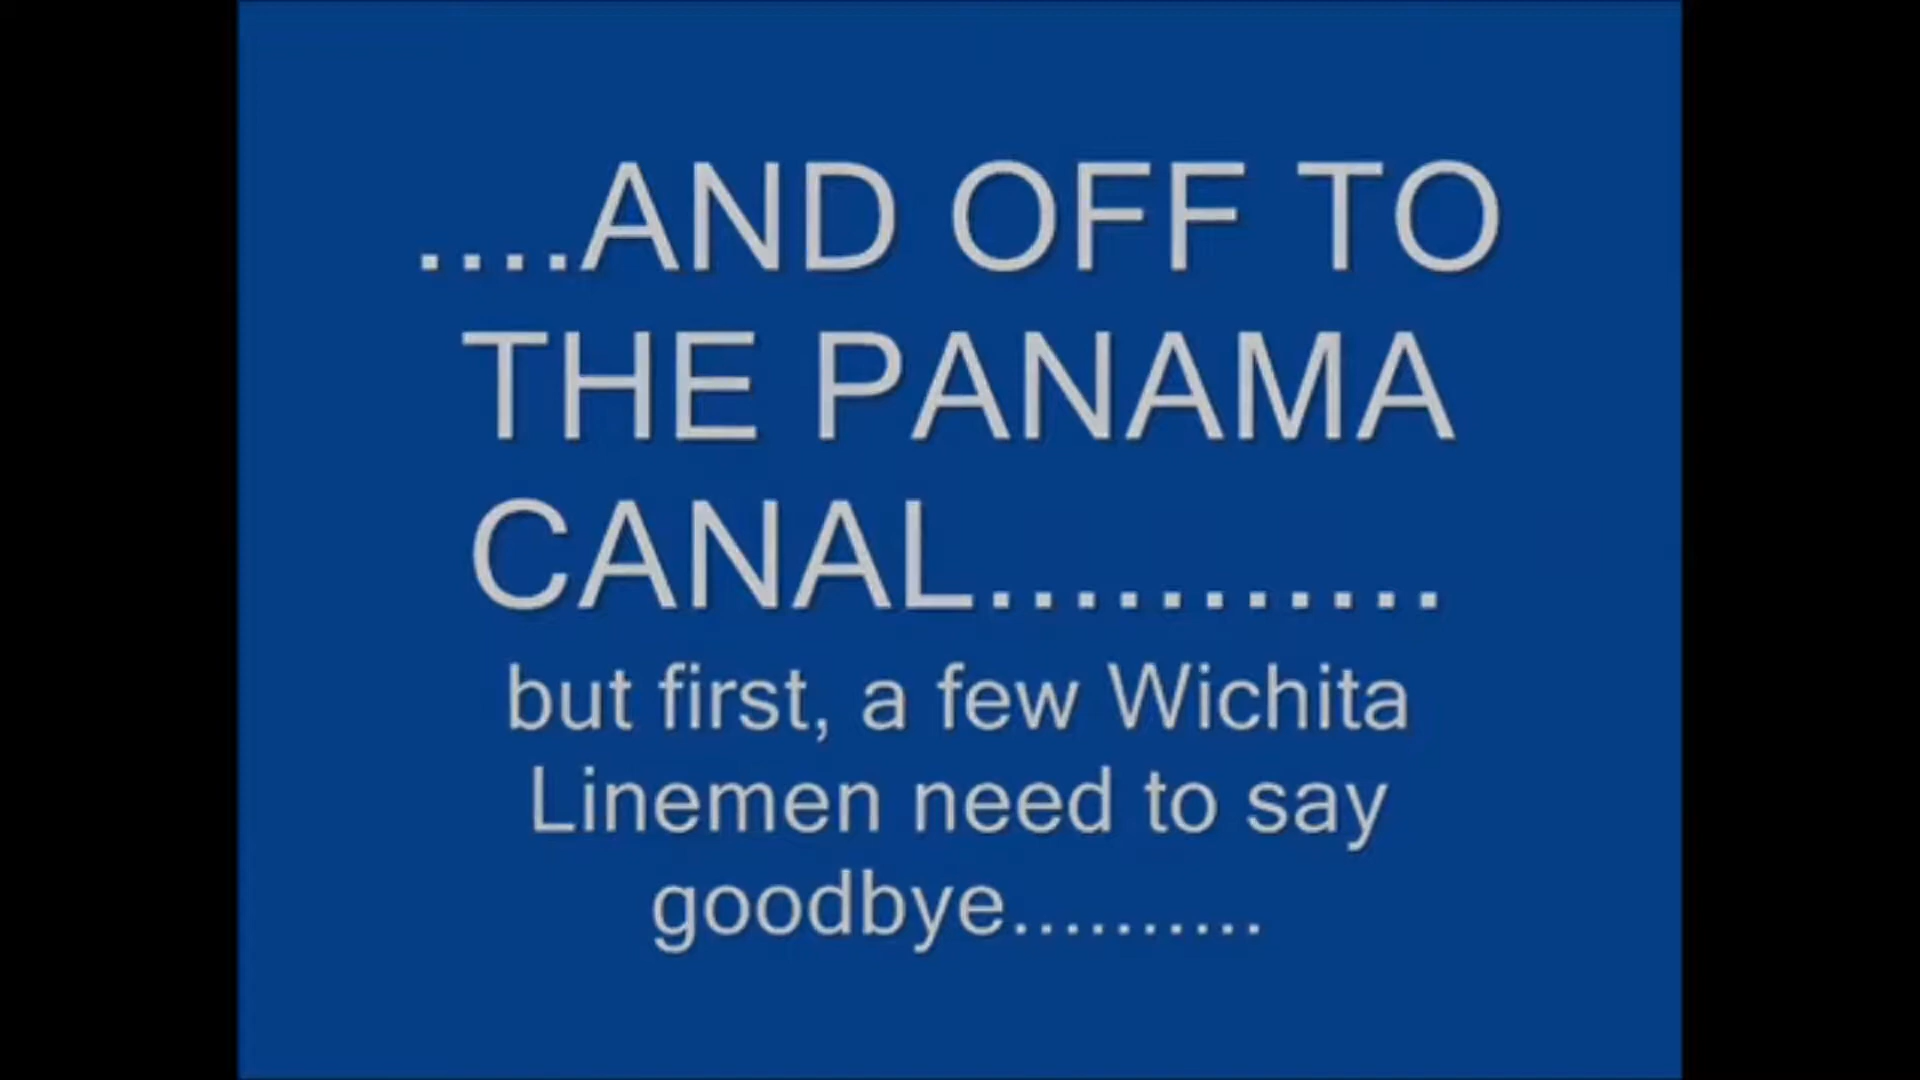 ....AND OFF TO
THE PANAMA
CANAL...........
but first, a few Wichita
Linemen need to say
goodbye..........